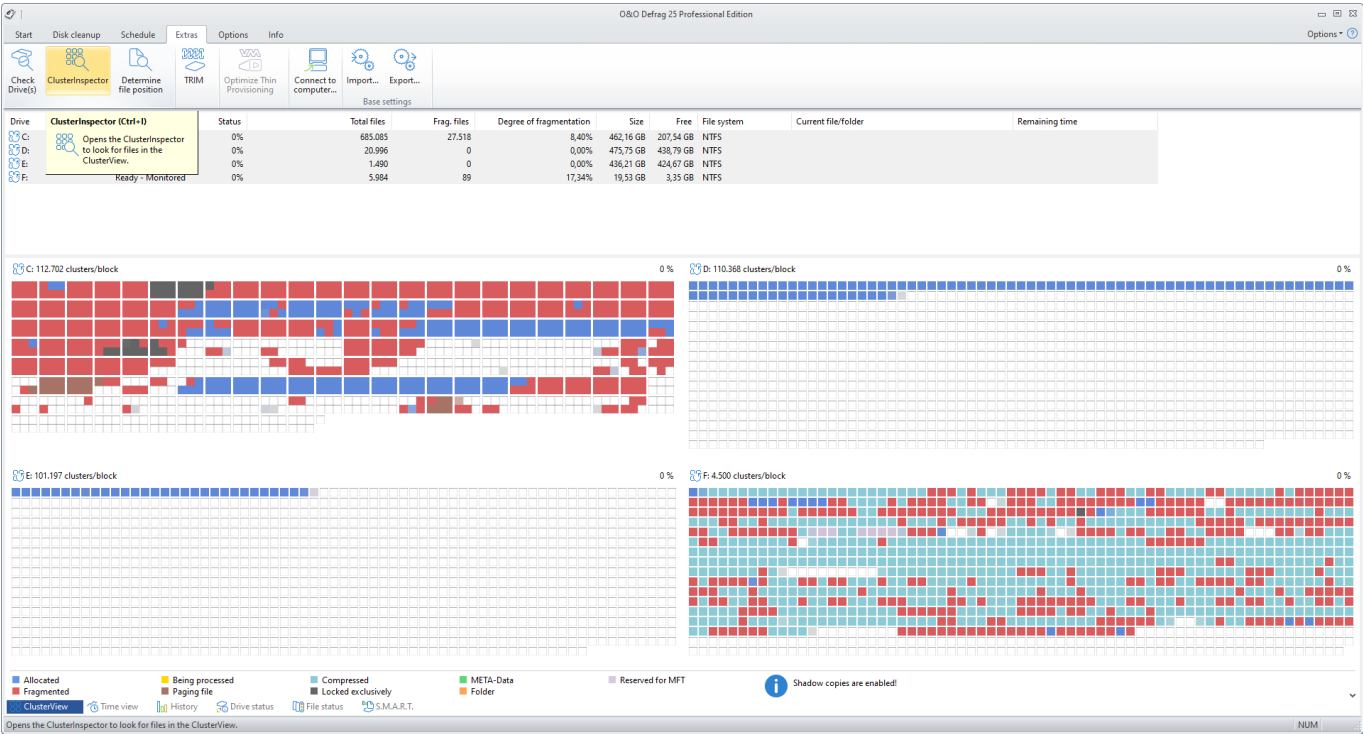 O&O Defrag 25 Professional Edition
Start Disk cleanup Schedule Extras Options Info Options
Check Drive(s)
ClusterInspector
Determine file position
TRIM
Optimize Thin Provisioning
Connect to computer...
Import... Export...
Base settings
Drive Status Total files Frag. files Degree of fragmentation Size Free File system Current file/folder Remaining time
ClusterInspector (Ctrl+I)
Opens the ClusterInspector
to look for files in the
ClusterView.
C: 0% 685.085 27.518 8,40% 462,16 GB 207,54 GB NTFS
D: 0% 20.996 0 0,00% 475,75 GB 438,79 GB NTFS
E: 0% 1.490 0 0,00% 436,21 GB 424,67 GB NTFS
F: Ready - Monitored 0% 5.984 89 17,34% 19,53 GB 3,35 GB NTFS
C: 112.702 clusters/block 0 %
D: 110.368 clusters/block 0 %
E: 101.197 clusters/block 0 %
F: 4.500 clusters/block 0 %
Allocated Being processed Compressed META-Data Reserved for MFT
Fragmented Paging file Locked exclusively Folder
Shadow copies are enabled!
ClusterView Time view History Drive status File status S.M.A.R.T.
Opens the ClusterInspector to look for files in the ClusterView. NUM